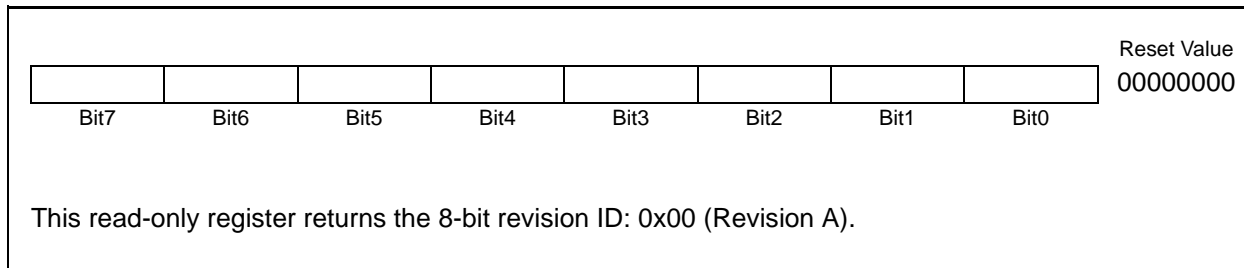 Reset Value
00000000
Bit7 Bit6 Bit5 Bit4 Bit3 Bit2 Bit1 Bit0
This read-only register returns the 8-bit revision ID: 0x00 (Revision A).